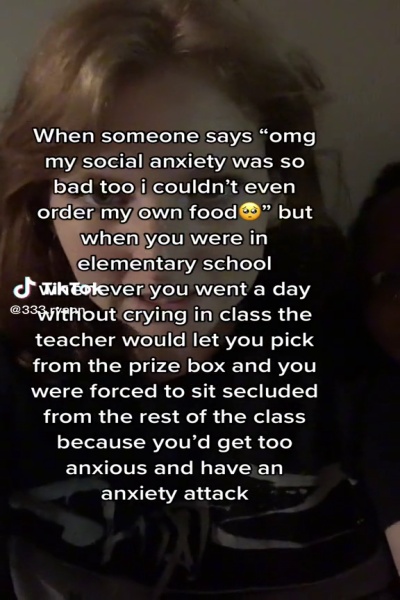 When someone says “omg
my social anxiety was so
bad too i couldn’t even
order my own food🥺” but
when you were in
elementary school
whenever you went a day
without crying in class the
teacher would let you pick
from the prize box and you
were forced to sit secluded
from the rest of the class
because you’d get too
anxious and have an
anxiety attack
TikTok